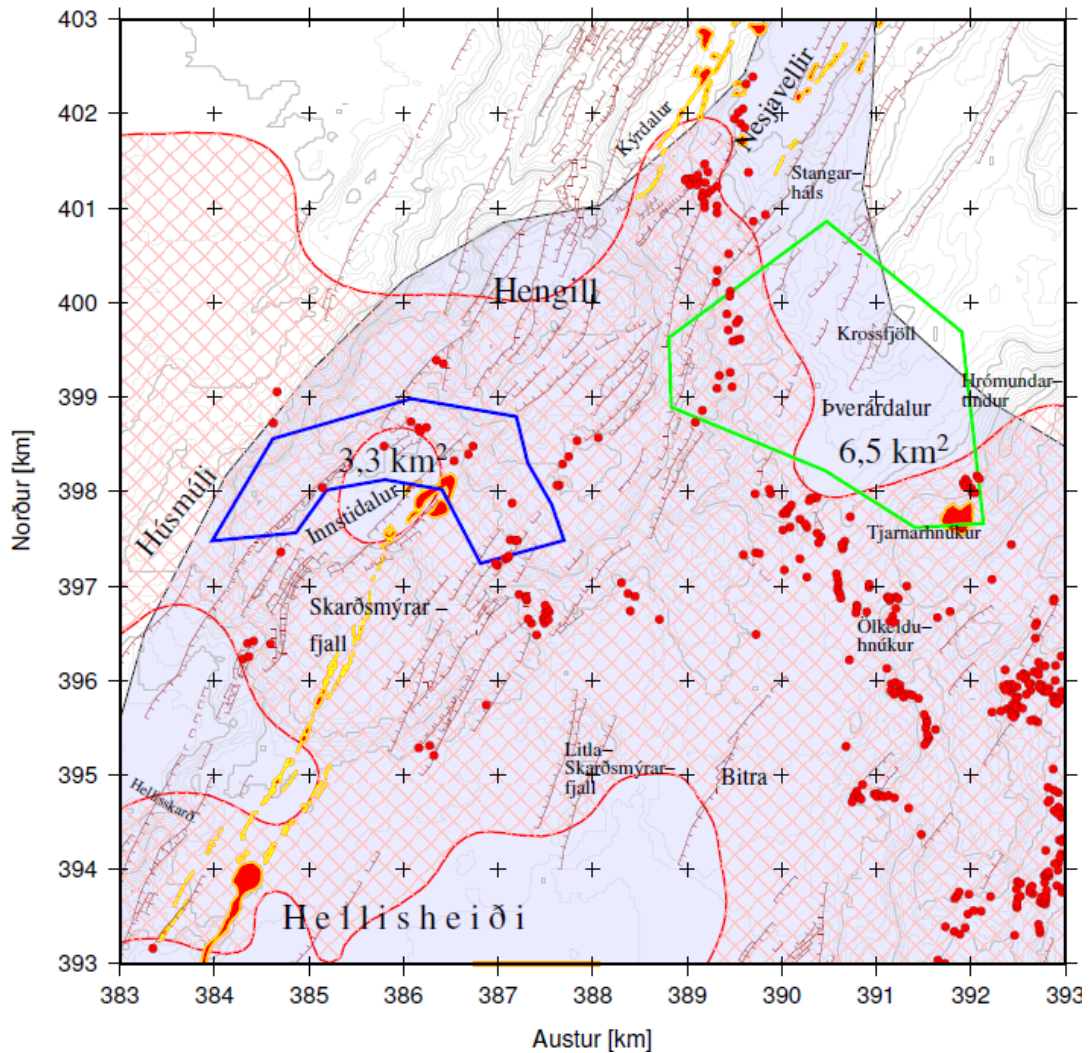 403
402
401
400
399
398
397
396
395
394
393
Norður [km]
Kýrdalur
Nesjavellir
Stangar–
háls
Hengill
Krossfjöll
Hrómundar–
tindur
Þverárdalur
6,5 km²
3,3 km²
Húsmúli
Innstidalur
Tjarnarhnúkur
Skarðsmýrar–
fjall
Ölkeldu–
hnúkur
Litla–
Skarðsmýrar–
fjall
Bitra
Hellisskarð
Hellisheiði
383
384
385
386
387
388
389
390
391
392
393
Austur [km]